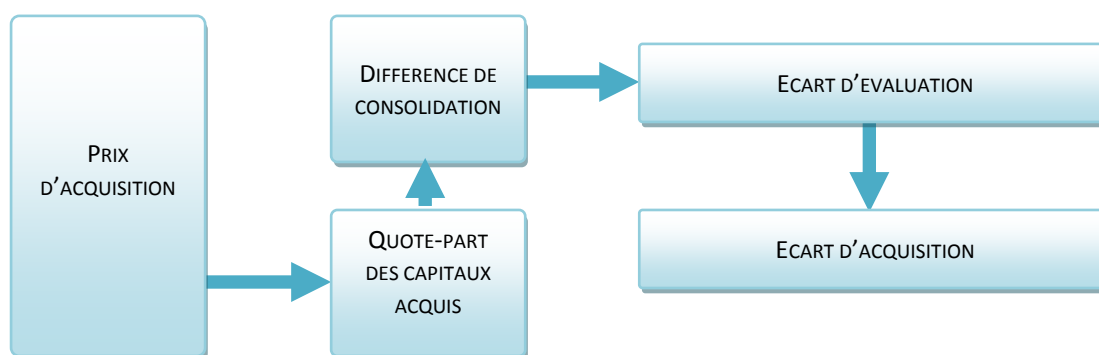 PRIX
D'ACQUISITION
QUOTE-PART
DES CAPITAUX
ACQUIS
DIFFERENCE DE
CONSOLIDATION
ECART D'EVALUATION
ECART D'ACQUISITION